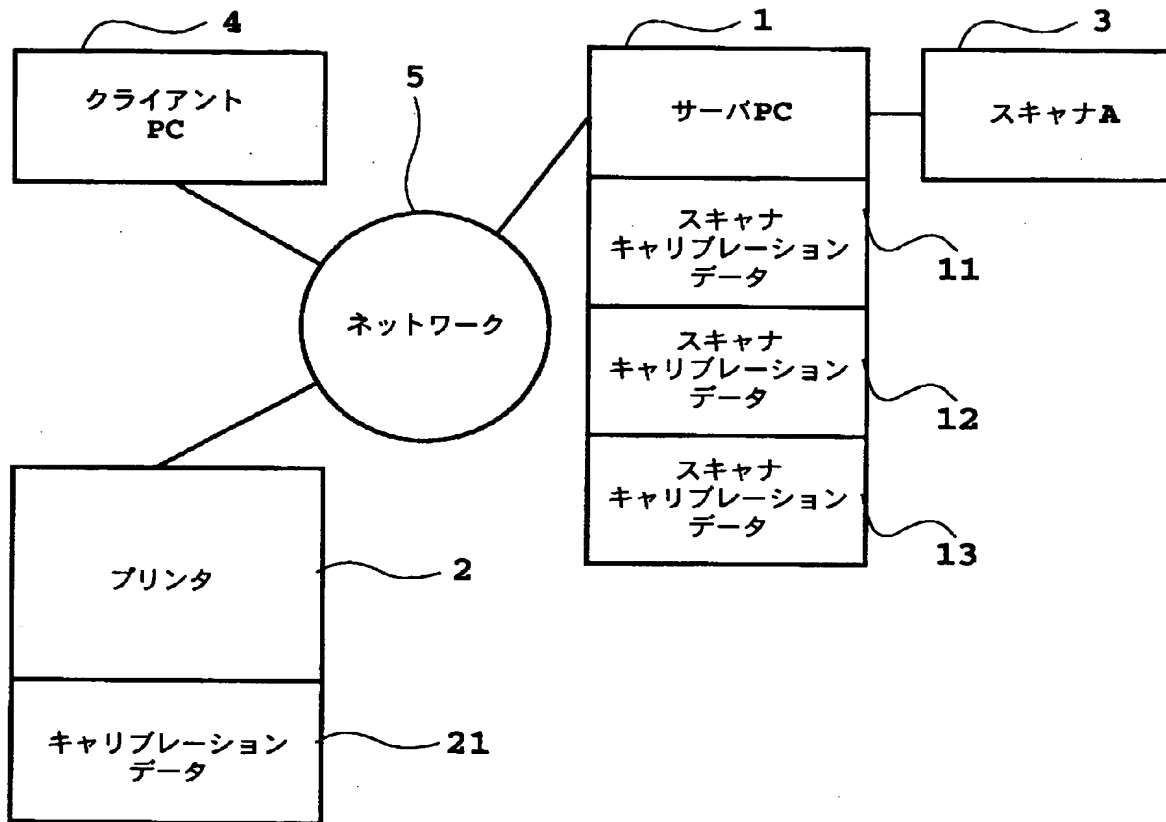 4
1
3
クライアント
PC
5
サーバPC
スキャナA
スキャナ
キャリブレーション
データ
11
ネットワーク
スキャナ
キャリブレーション
データ
12
スキャナ
キャリブレーション
データ
13
プリンタ
2
キャリブレーション
データ
21